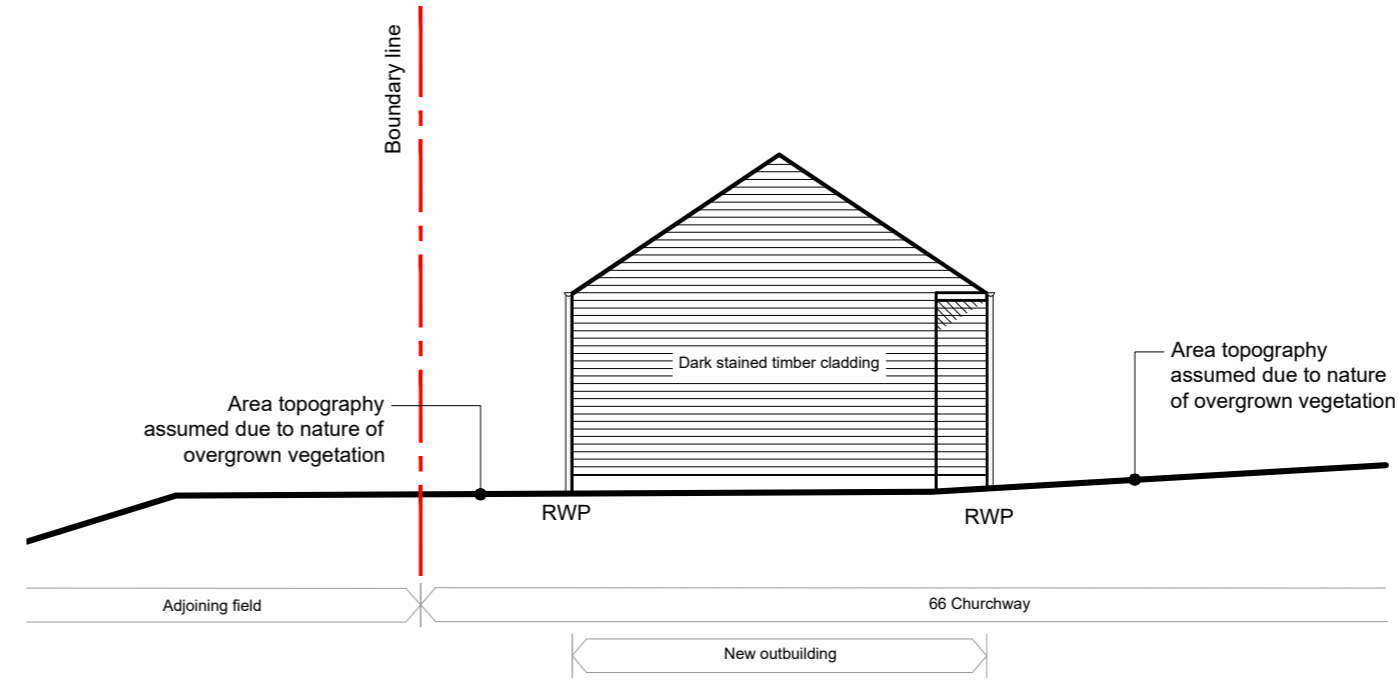 Boundary line
Dark stained timber cladding
Area topography
assumed due to nature of
overgrown vegetation
Area topography
assumed due to nature
of overgrown vegetation
RWP
RWP
Adjoining field
66 Churchway
New outbuilding